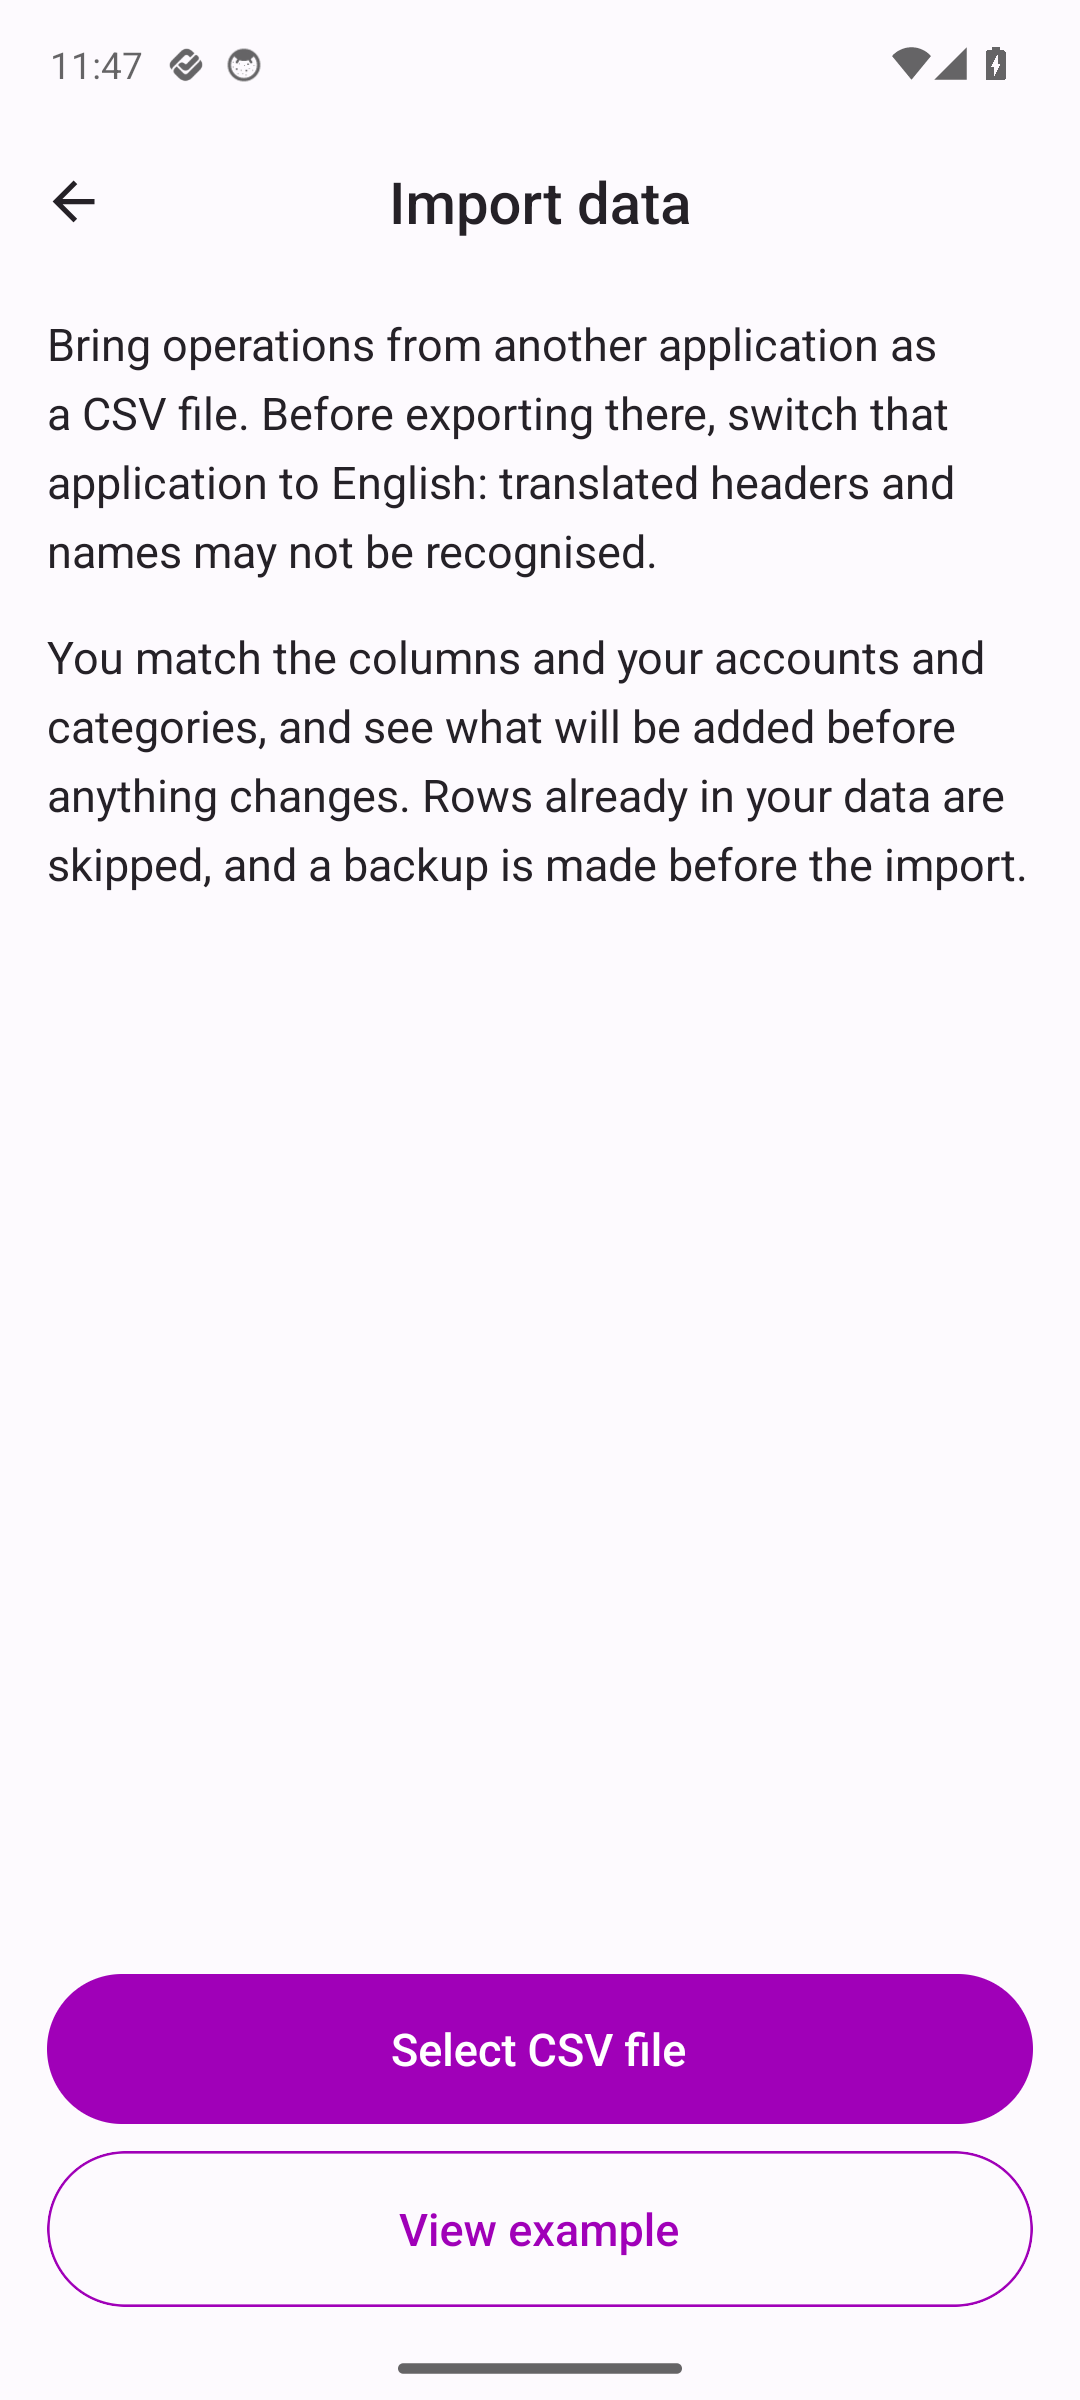 11:47
Import data
Bring operations from another application as
a CSV file. Before exporting there, switch that
application to English: translated headers and
names may not be recognised.
You match the columns and your accounts and
categories, and see what will be added before
anything changes. Rows already in your data are
skipped, and a backup is made before the import.
Select CSV file
View example